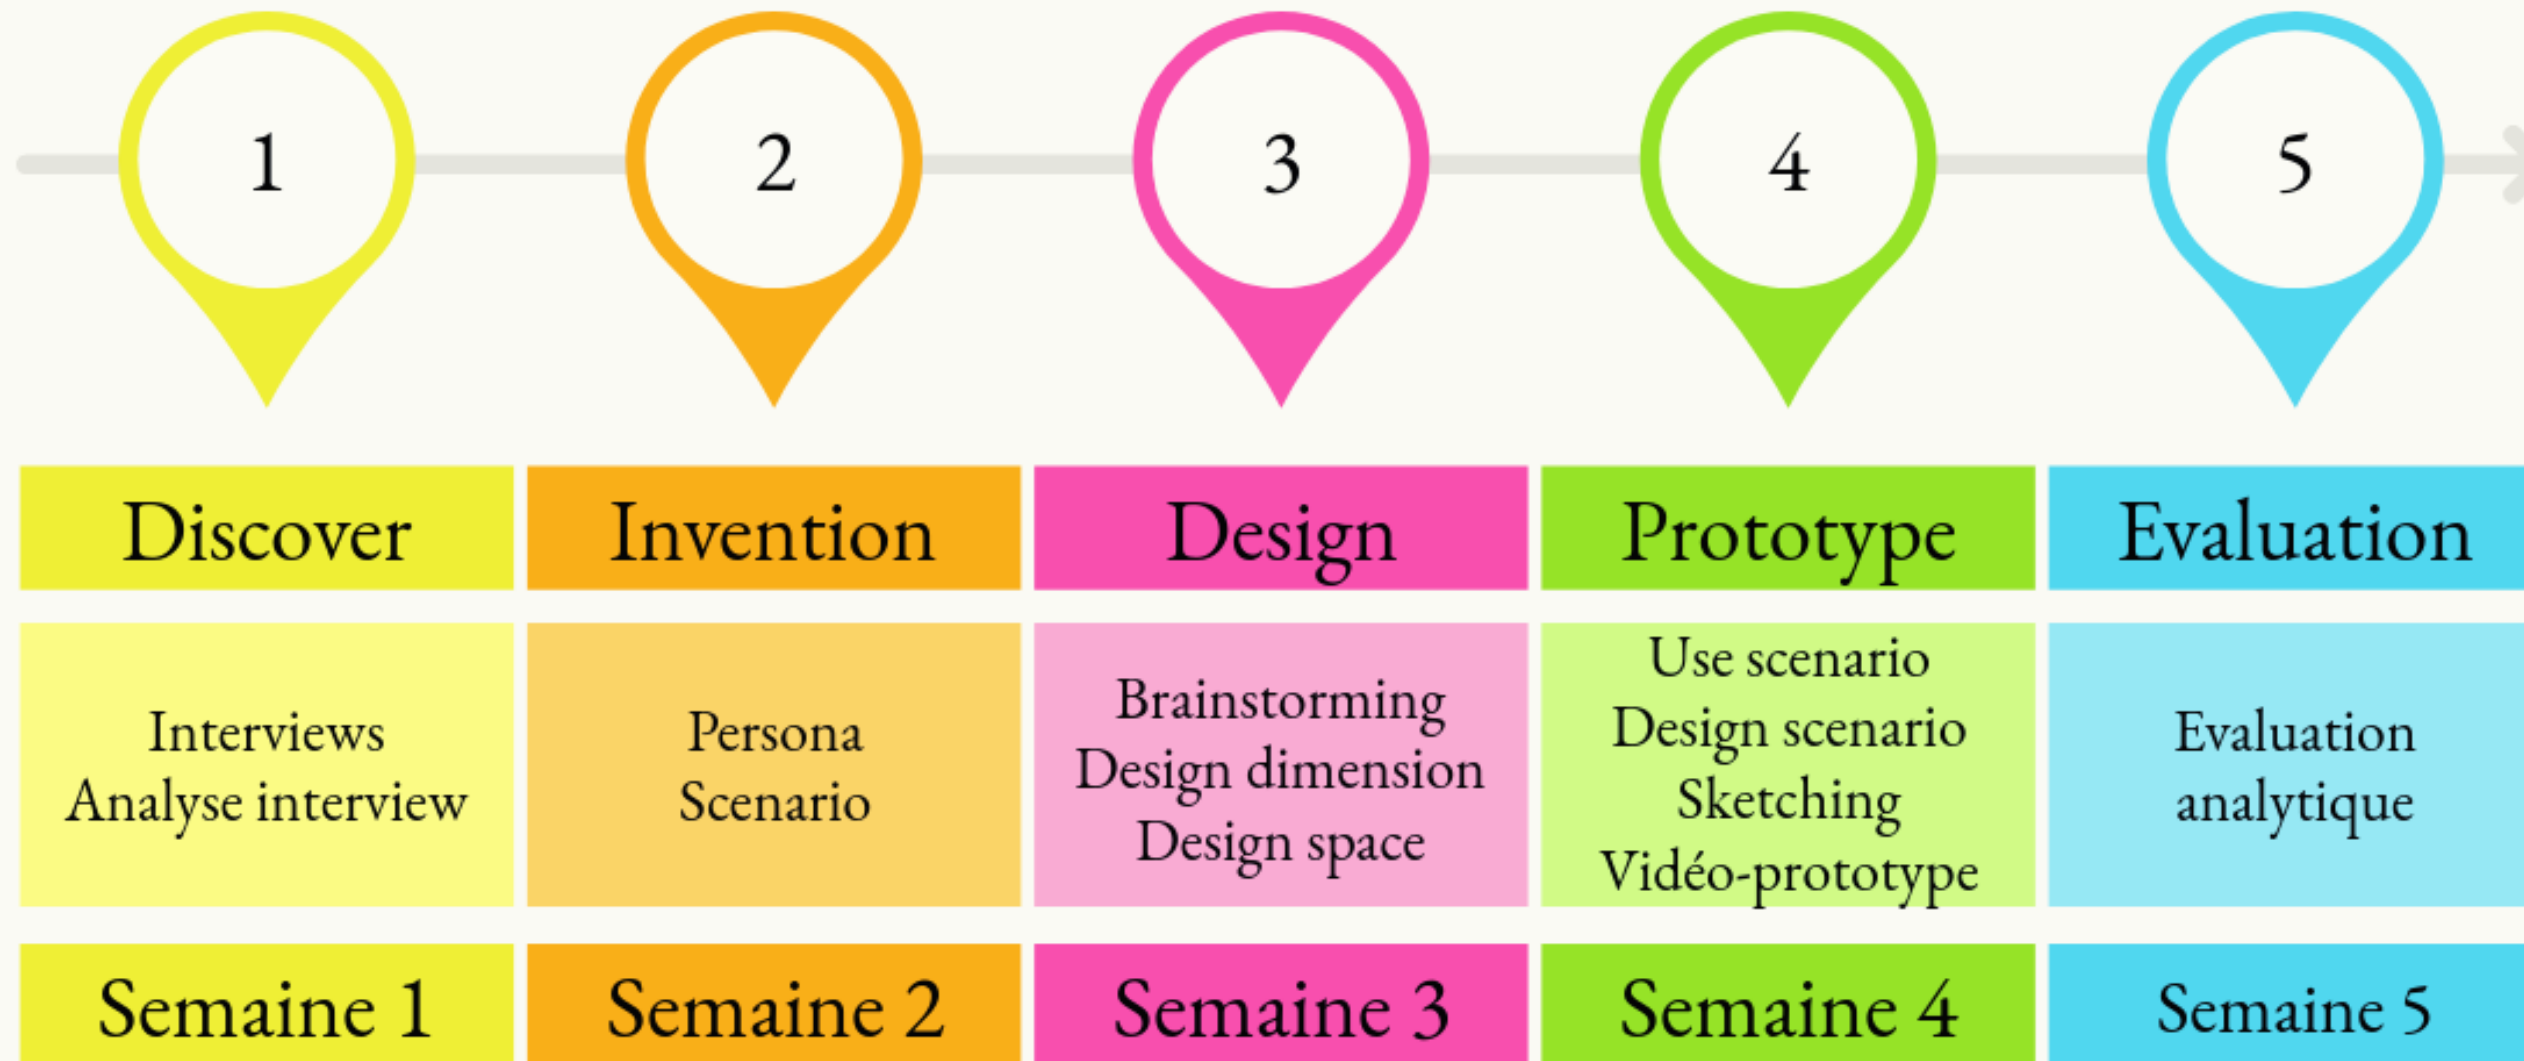 1
2
3
4
5
Discover
Invention
Design
Prototype
Evaluation
Interviews
Analyse interview
Persona
Scenario
Brainstorming
Design dimension
Design space
Use scenario
Design scenario
Sketching
Vidéo-prototype
Evaluation
analytique
Semaine 1
Semaine 2
Semaine 3
Semaine 4
Semaine 5